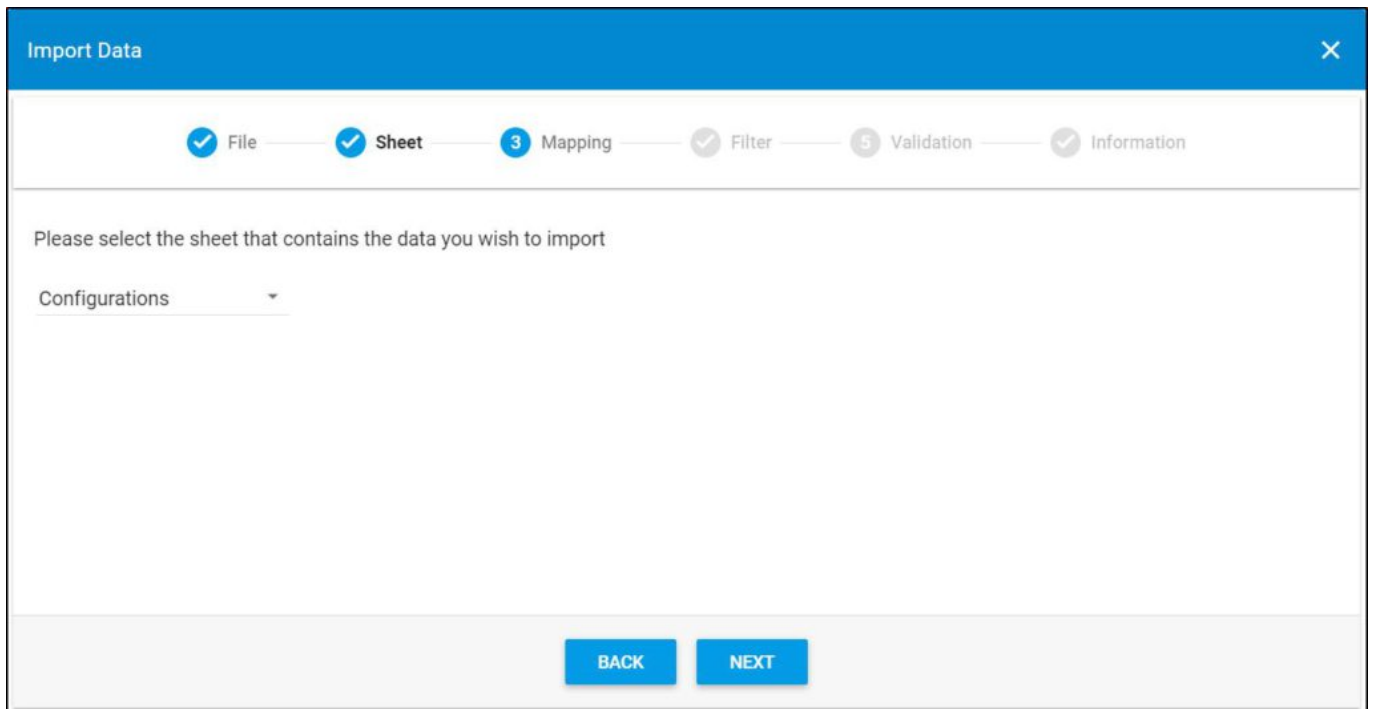 Import Data
File Sheet 3 Mapping Filter 5 Validation Information
Please select the sheet that contains the data you wish to import
Configurations
BACK NEXT